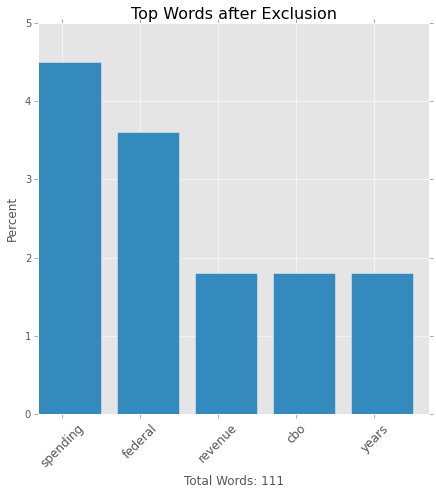 Top Words after Exclusion
5
4
3
2
1
0
Percent
spending
federal
revenue
cbo
years
Total Words: 111